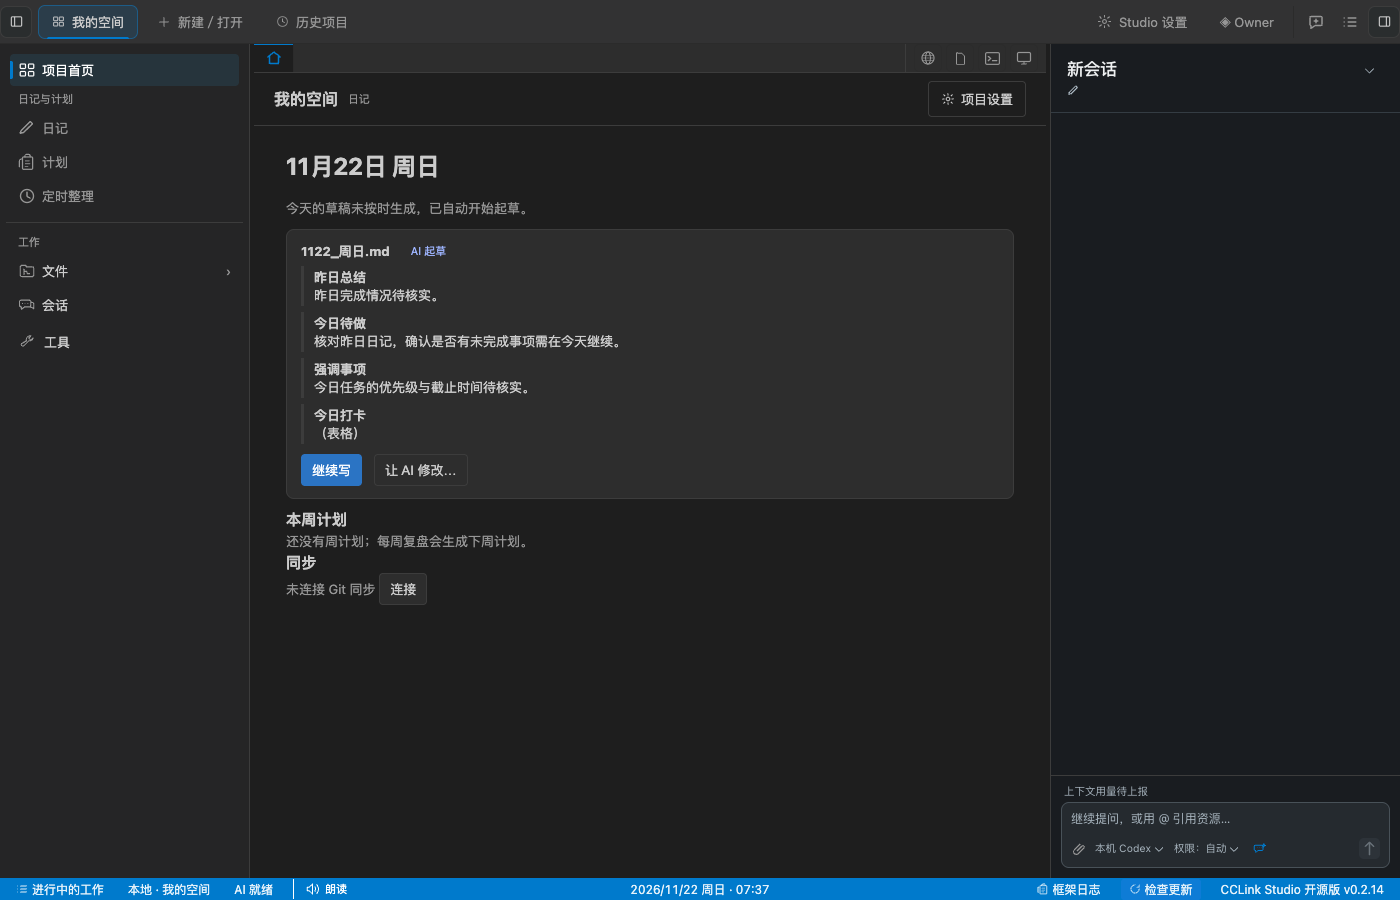 我的空间
新建 / 打开
历史项目
Studio 设置
Owner
项目首页
日记与计划
日记
计划
定时整理
工作
文件
会话
工具
我的空间 日记
项目设置
11月22日 周日
今天的草稿未按时生成，已自动开始起草。
1122_周日.md AI 起草
昨日总结
昨日完成情况待核实。
今日待做
核对昨日日记，确认是否有未完成事项需在今天继续。
强调事项
今日任务的优先级与截止时间待核实。
今日打卡
（表格）
继续写
让 AI 修改...
本周计划
还没有周计划；每周复盘会生成下周计划。
同步
未连接 Git 同步 连接
新会话
上下文用量待上报
继续提问，或用 @ 引用资源...
本机 Codex 权限：自动
进行中的工作
本地 · 我的空间
AI 就绪
朗读
2026/11/22 周日 · 07:37
框架日志
检查更新
CCLink Studio 开源版 v0.2.14